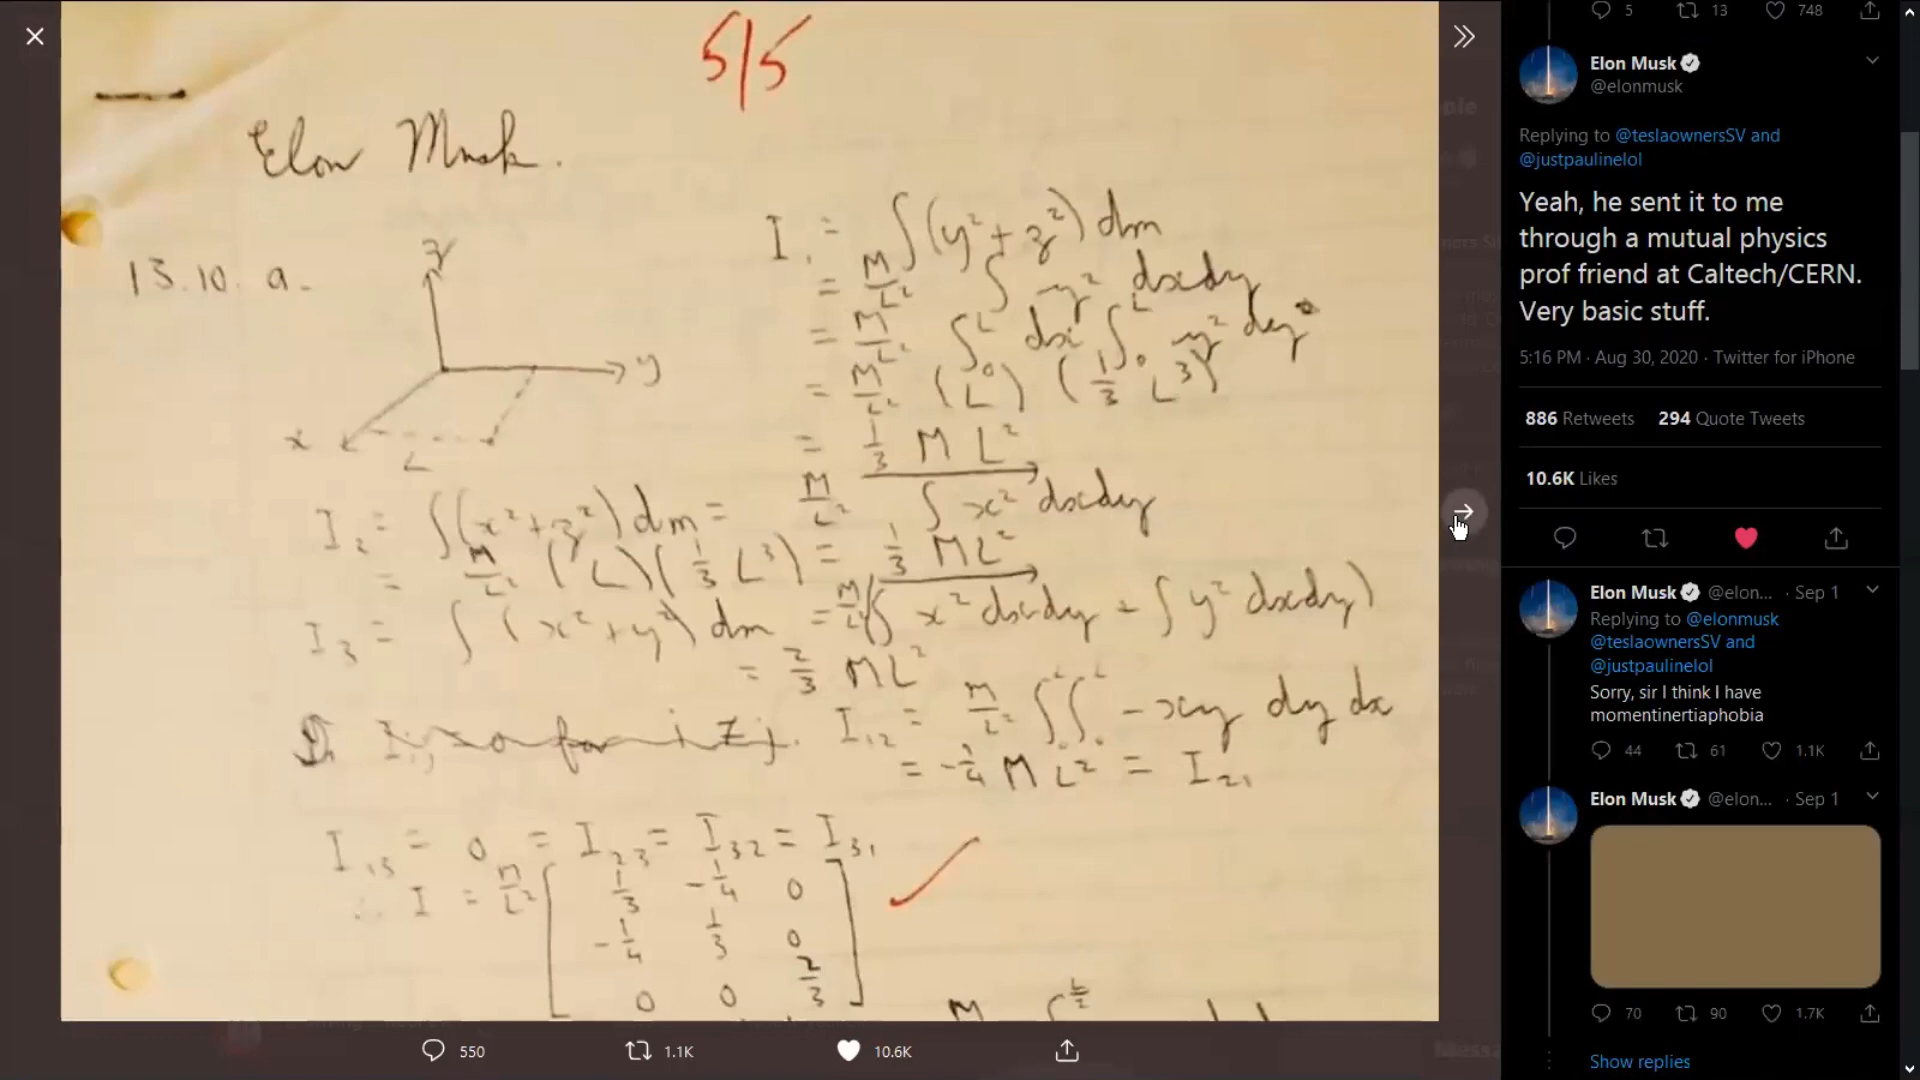 5/5
Elon Musk.
13.10. a.
z
y
x
L
I₁ = ∫(y²+z²) dm
= M/L² ∫ y² dxdy
= M/L² ∫₀ᴸ dx ∫₀ᴸ y² dy
= M/L² (L) (1/3 L³)
= 1/3 M L²
I₂ = ∫(x²+z²) dm = M/L² ∫ x² dxdy
= M/L² (L)(1/3 L³) = 1/3 ML²
I₃ = ∫ (x²+y²) dm = M/L² (∫ x² dxdy + ∫ y² dxdy)
= 2/3 ML²
I₁₂ = M/L² ∫₀ᴸ∫₀ᴸ -xy dy dx
= -1/4 M L² = I₂₁
I₁₃ = 0 = I₂₃ = I₃₂ = I₃₁
∴ I = M/L² [ 1/3 -1/4 0
-1/4 1/3 0
0 0 2/3 ]
550
1.1K
10.6K
5 13 748
Elon Musk
@elonmusk
Replying to @teslaownersSV and
@justpaulinelol
Yeah, he sent it to me
through a mutual physics
prof friend at Caltech/CERN.
Very basic stuff.
5:16 PM · Aug 30, 2020 · Twitter for iPhone
886 Retweets 294 Quote Tweets
10.6K Likes
Elon Musk @elon... · Sep 1
Replying to @elonmusk
@teslaownersSV and
@justpaulinelol
Sorry, sir I think I have
momentinertiaphobia
44 61 1.1K
Elon Musk @elon... · Sep 1
70 90 1.7K
Show replies